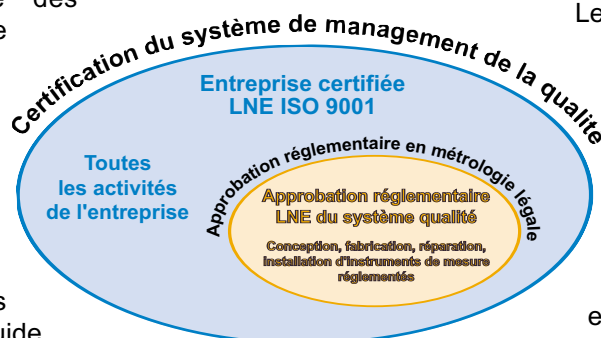 des
e
Le
Certification du système de management de la qualité
Entreprise certifiée
LNE ISO 9001
Toutes
les activités
de l'entreprise
Approbation réglementaire en métrologie légale
Approbation réglementaire
LNE du système qualité
Conception, fabrication, réparation,
installation d'instruments de mesure
réglementés
s
uide
e